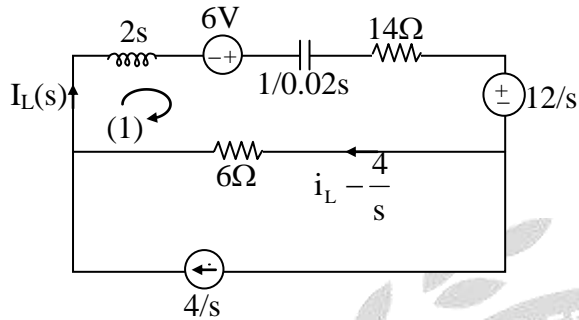 6V
2s
14Ω
− +
I_L(s)
1/0.02s
+ −
12/s
(1)
6Ω
i_L − 4/s
4/s